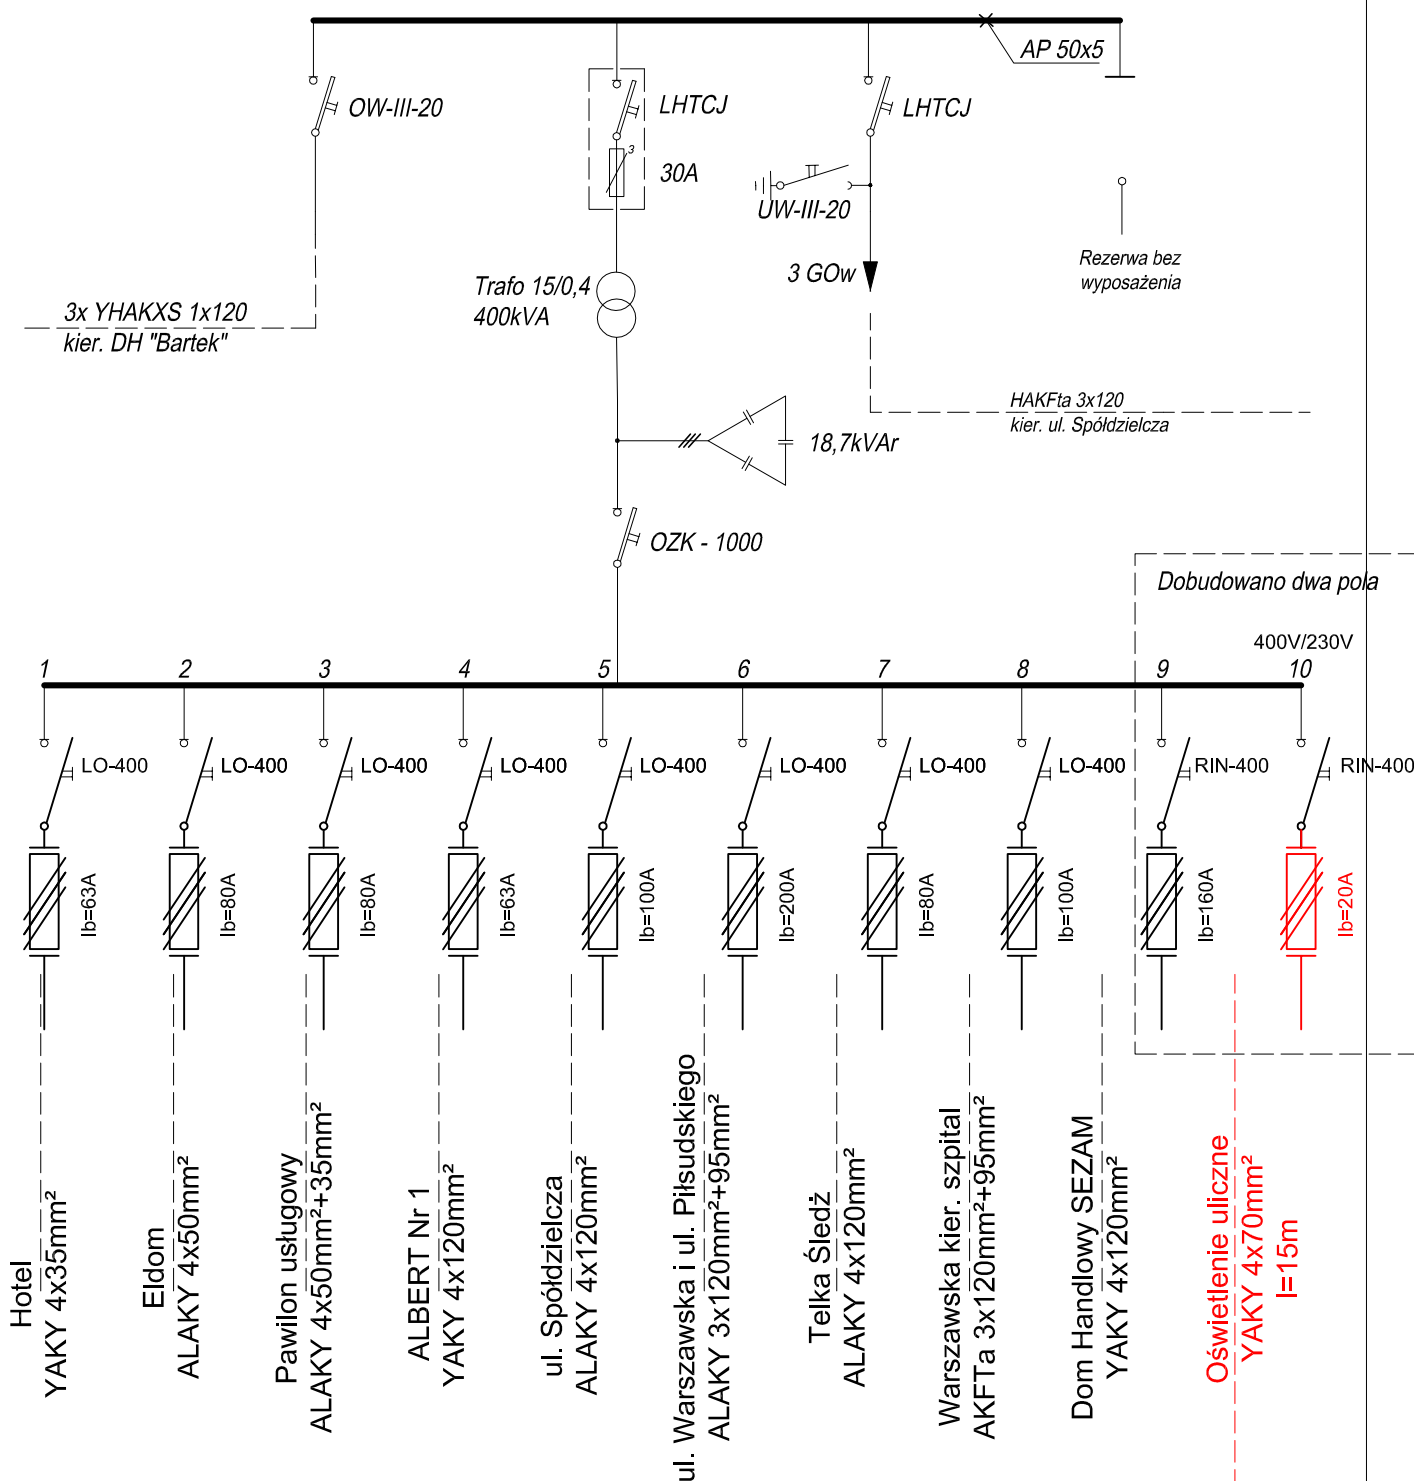 AP 50x5
OW-III-20
LHTCJ
30A
LHTCJ
UW-III-20
3 GOw
Rezerwa bez
wyposażenia
Trafo 15/0,4
400kVA
3x YHAKXS 1x120
kier. DH "Bartek"
HAKFta 3x120
kier. ul. Spółdzielcza
3
18,7kVAr
OZK - 1000
Dobudowano dwa pola
400V/230V
1 2 3 4 5 6 7 8 9 10
LO-400 LO-400 LO-400 LO-400 LO-400 LO-400 LO-400 LO-400 RIN-400 RIN-400
Ib=63A
Ib=80A
Ib=80A
Ib=63A
Ib=100A
Ib=200A
Ib=80A
Ib=100A
Ib=160A
Ib=20A
Hotel
YAKY 4x35mm²
Eldom
ALAKY 4x50mm²
Pawilon usługowy
ALAKY 4x50mm²+35mm²
ALBERT Nr 1
YAKY 4x120mm²
ul. Spółdzielcza
ALAKY 4x120mm²
ul. Warszawska i ul. Piłsudskiego
ALAKY 3x120mm²+95mm²
Telka Śledż
ALAKY 4x120mm²
Warszawska kier. szpital
AKFTa 3x120mm²+95mm²
Dom Handlowy SEZAM
YAKY 4x120mm²
Oświetlenie uliczne
YAKY 4x70mm²
l=15m